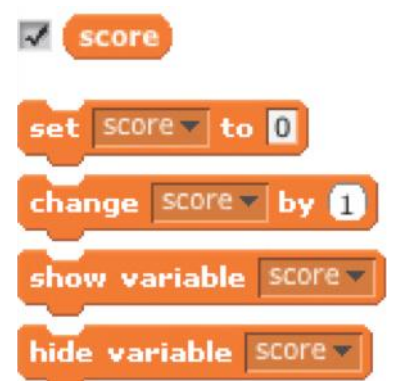 score
set score to 0
change score by 1
show variable score
hide variable score